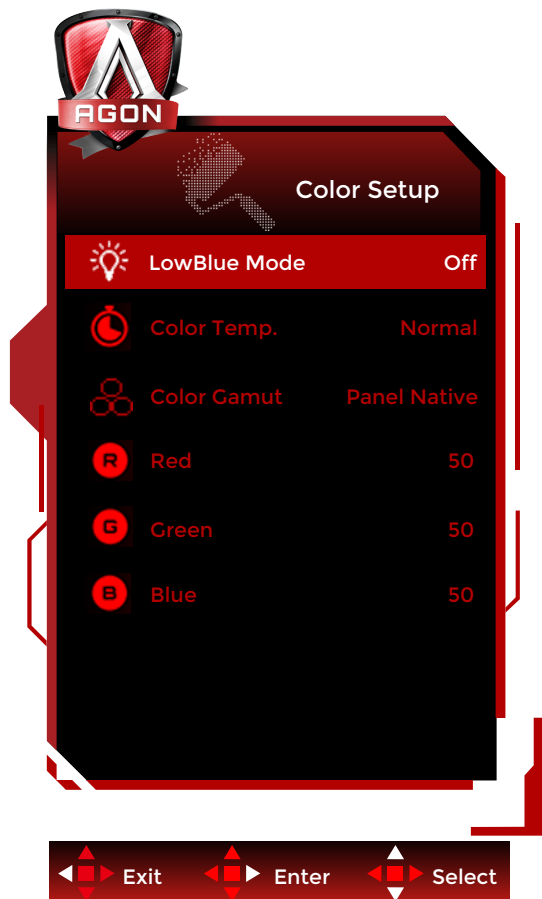 AGON
Color Setup
LowBlue Mode Off
Color Temp. Normal
Color Gamut Panel Native
R Red 50
G Green 50
B Blue 50
Exit Enter Select